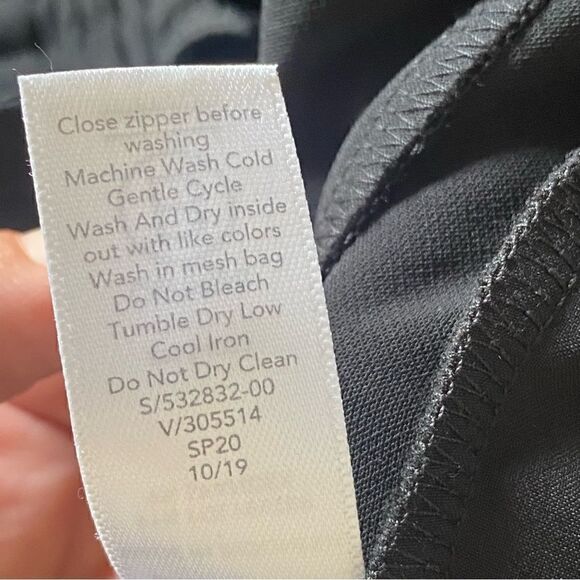 Close zipper before
washing
Machine Wash Cold
Gentle Cycle
Wash And Dry inside
out with like colors
Wash in mesh bag
Do Not Bleach
Tumble Dry Low
Cool Iron
Do Not Dry Clean
S/532832-00
V/305514
SP20
10/19